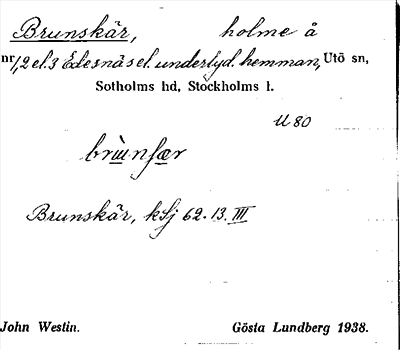 Brunskär, holme å
nr 1, 2 el. 3 Edesnäs el. underlyd. hemman, Utö sn,
Sotholms hd, Stockholms l.
U 80
Brunskär, kSj 62. 13. III
John Westin. Gösta Lundberg 1938.